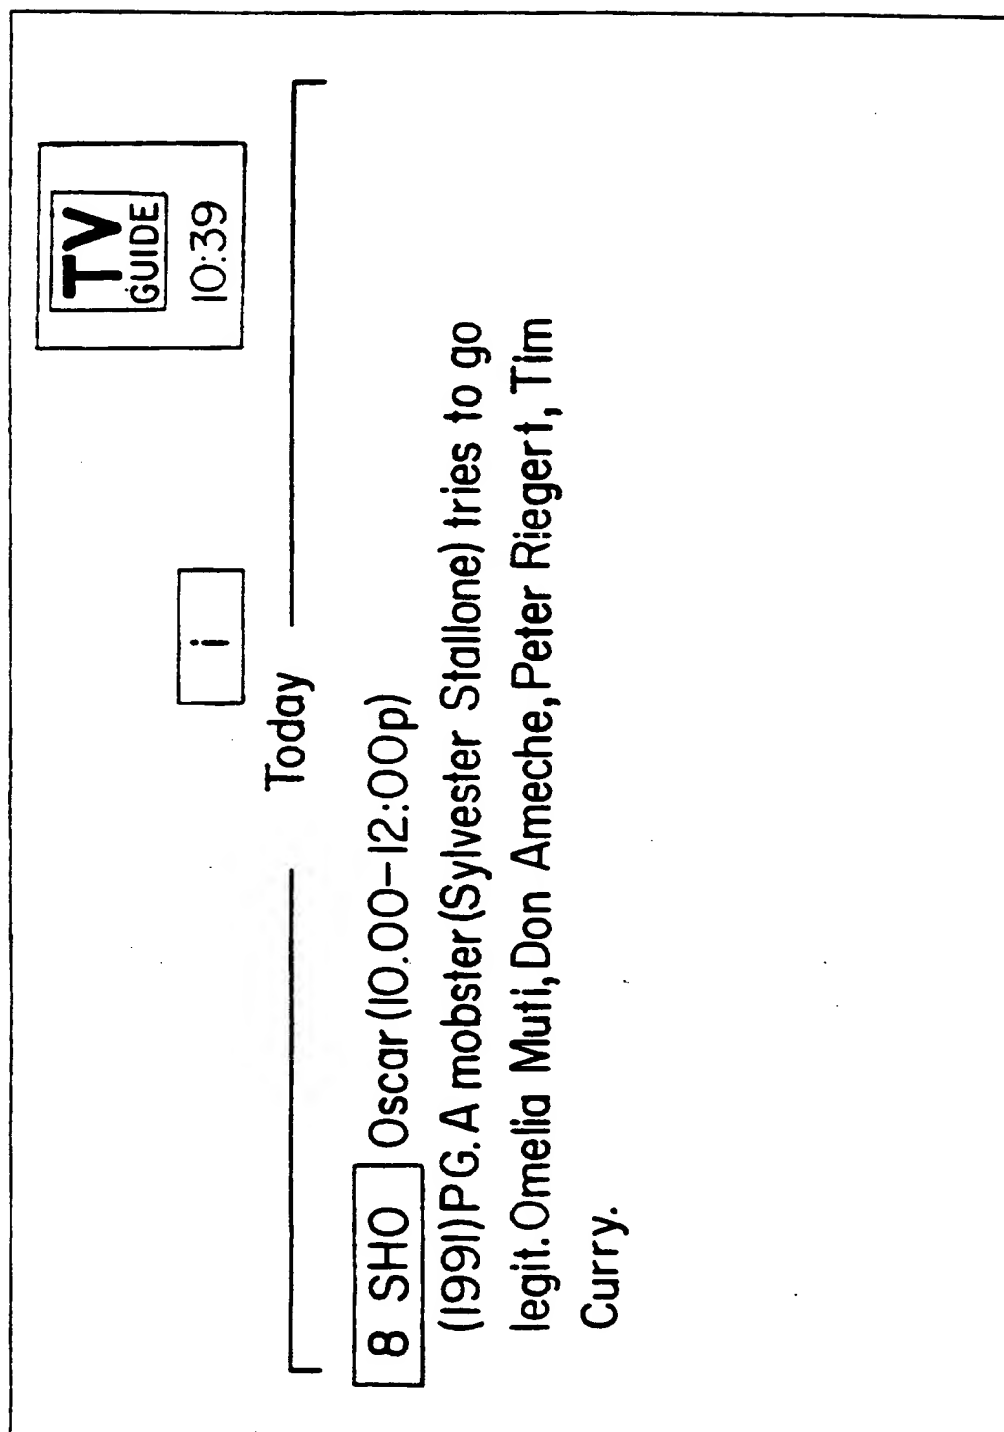 TV
GUIDE
10:39
i
Today
8 SHO Oscar (10.00-12:00p)
(1991) PG. A mobster (Sylvester Stallone) tries to go
legit. Omelia Muti, Don Ameche, Peter Riegert, Tim
Curry.